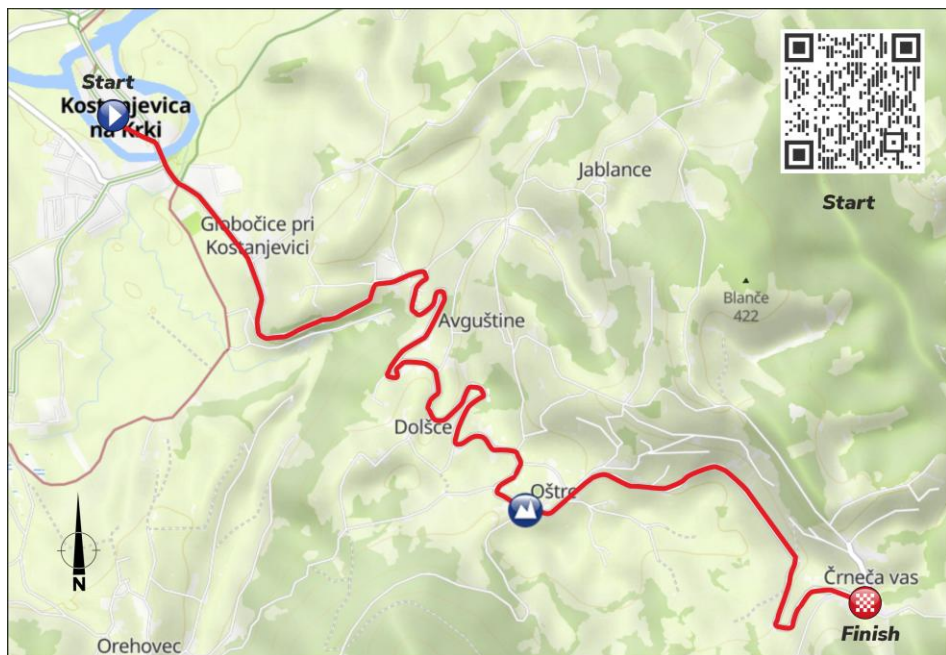 Start
Kostanjevica
na Krki
Jablance
Start
Globočice pri
Kostanjevici
Blanče
422
Avguštine
Dolšce
Oštrc
Črneča vas
Finish
Orehovec
N